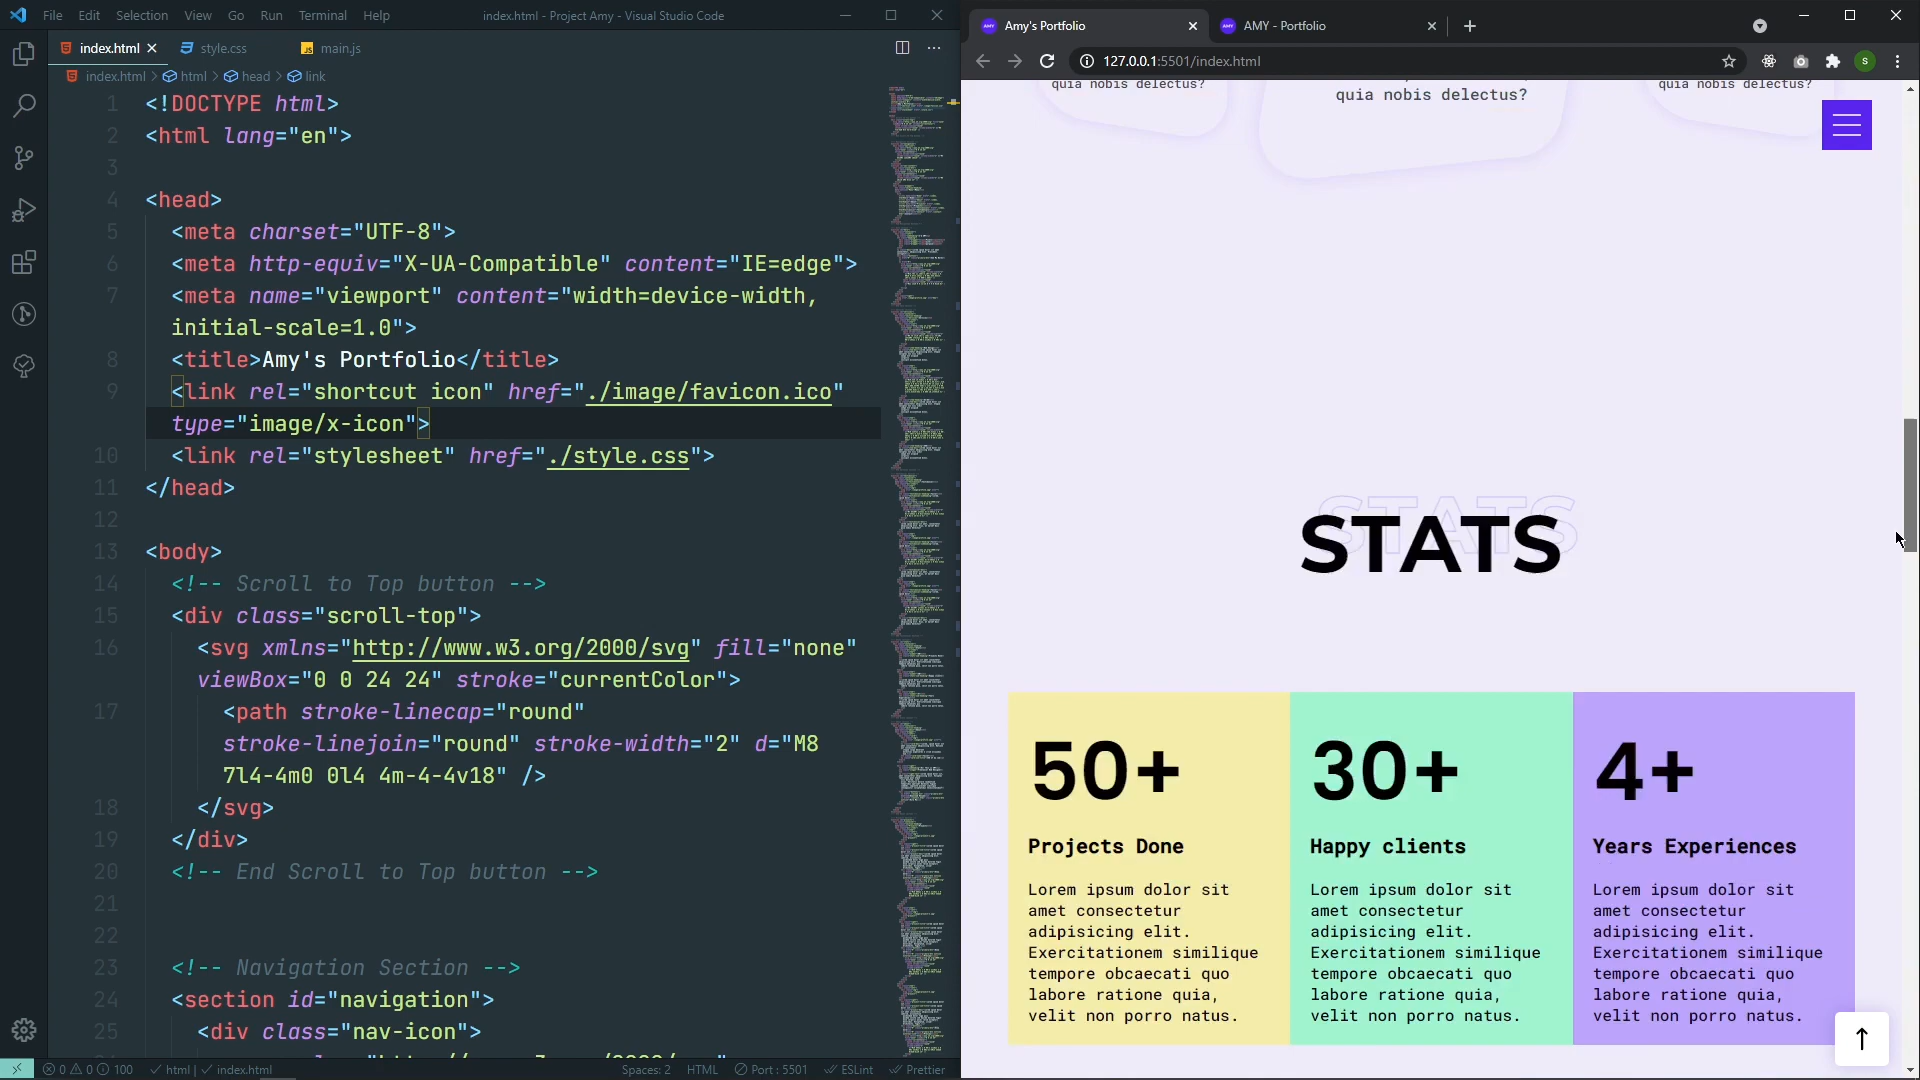 File Edit Selection View Go Run Terminal Help
index.html - Project Amy - Visual Studio Code
index.html
style.css
main.js
index.html > html > head > link
1 <!DOCTYPE html>
2 <html lang="en">
3
4 <head>
5 <meta charset="UTF-8">
6 <meta http-equiv="X-UA-Compatible" content="IE=edge">
7 <meta name="viewport" content="width=device-width,
initial-scale=1.0">
8 <title>Amy's Portfolio</title>
9 <link rel="shortcut icon" href="./image/favicon.ico"
type="image/x-icon">
10 <link rel="stylesheet" href="./style.css">
11 </head>
12
13 <body>
14 <!-- Scroll to Top button -->
15 <div class="scroll-top">
16 <svg xmlns="http://www.w3.org/2000/svg" fill="none"
viewBox="0 0 24 24" stroke="currentColor">
17 <path stroke-linecap="round"
stroke-linejoin="round" stroke-width="2" d="M8
7l4-4m0 0l4 4m-4-4v18" />
18 </svg>
19 </div>
20 <!-- End Scroll to Top button -->
21
22
23 <!-- Navigation Section -->
24 <section id="navigation">
25 <div class="nav-icon">
0 0 100 html index.html Spaces: 2 HTML Port : 5501 ESLint Prettier
Amy's Portfolio
AMY - Portfolio
127.0.0.1:5501/index.html
S
quia nobis delectus?
quia nobis delectus?
quia nobis delectus?
STATS
STATS
50+
Projects Done
Lorem ipsum dolor sit
amet consectetur
adipisicing elit.
Exercitationem similique
tempore obcaecati quo
labore ratione quia,
velit non porro natus.
30+
Happy clients
Lorem ipsum dolor sit
amet consectetur
adipisicing elit.
Exercitationem similique
tempore obcaecati quo
labore ratione quia,
velit non porro natus.
4+
Years Experiences
Lorem ipsum dolor sit
amet consectetur
adipisicing elit.
Exercitationem similique
tempore obcaecati quo
labore ratione quia,
velit non porro natus.